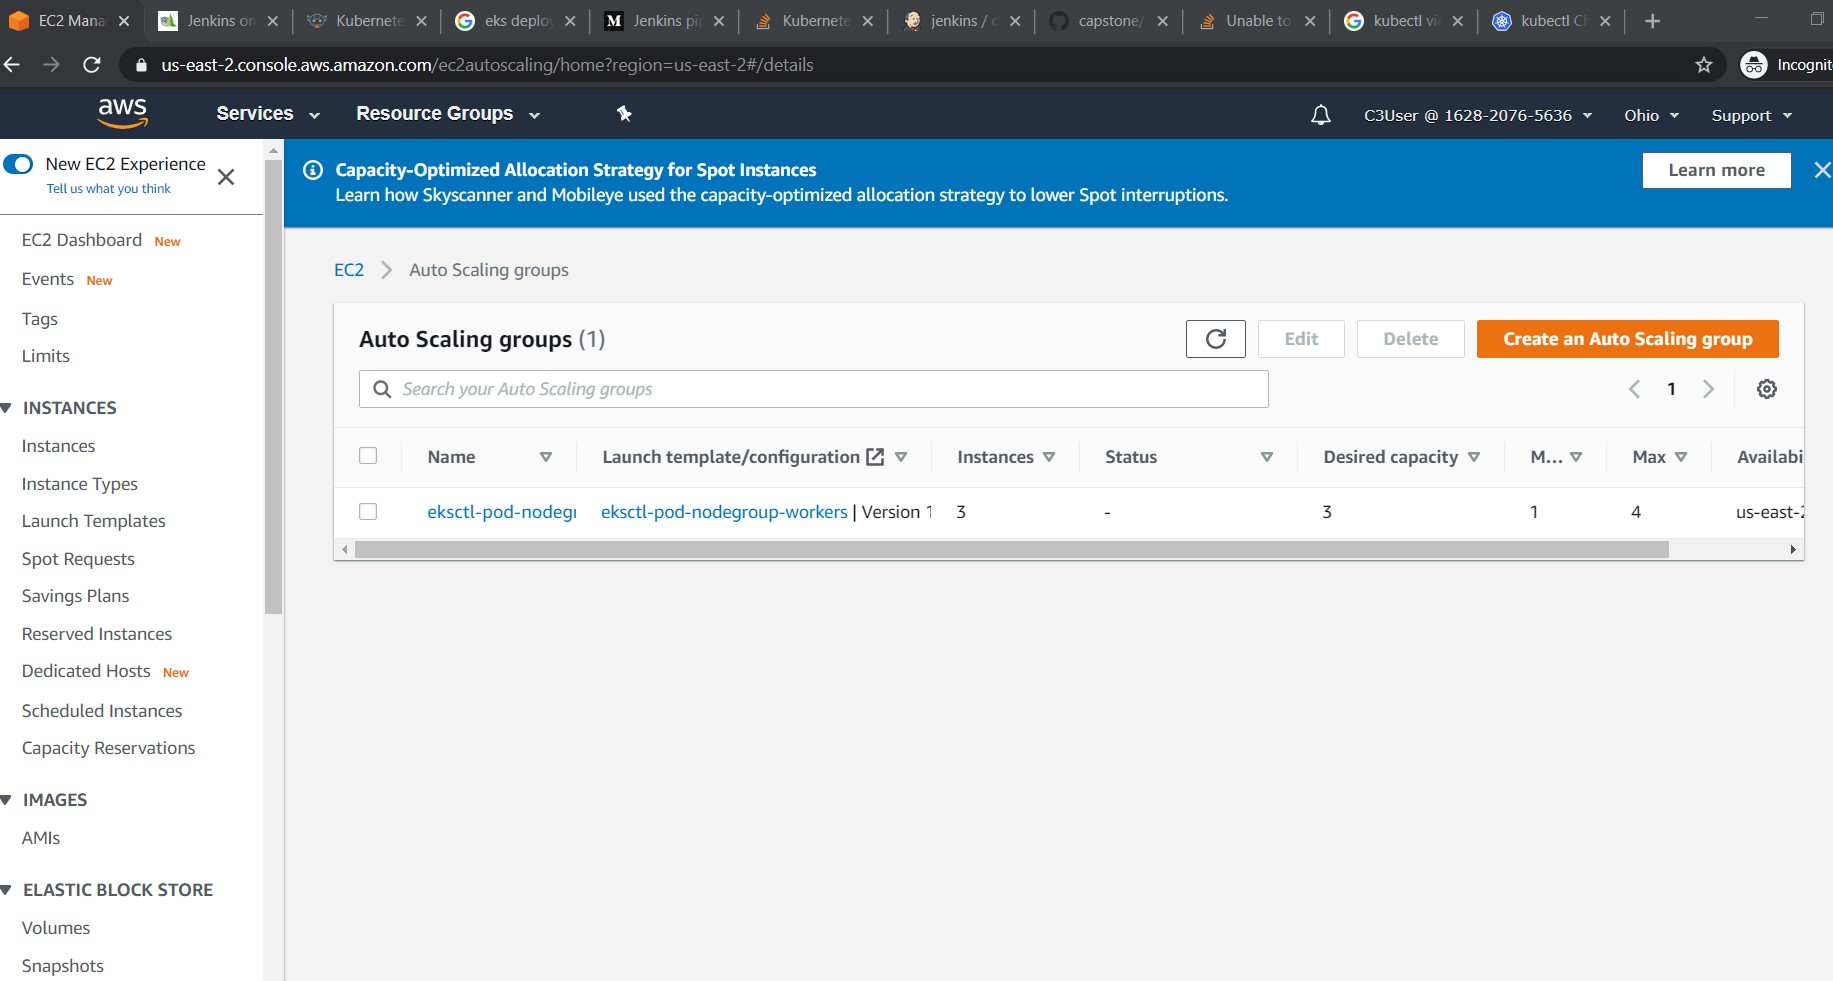 EC2 Mana
Jenkins on
Kubernete
eks deploy
Jenkins pip
Kubernete
jenkins / c
capstone/
Unable to
kubectl vie
kubectl Ch
us-east-2.console.aws.amazon.com/ec2autoscaling/home?region=us-east-2#/details
Incognit
aws
Services
Resource Groups
C3User @ 1628-2076-5636
Ohio
Support
New EC2 Experience
Tell us what you think
Capacity-Optimized Allocation Strategy for Spot Instances
Learn how Skyscanner and Mobileye used the capacity-optimized allocation strategy to lower Spot interruptions.
Learn more
EC2 Dashboard New
Events New
Tags
Limits
INSTANCES
Instances
Instance Types
Launch Templates
Spot Requests
Savings Plans
Reserved Instances
Dedicated Hosts New
Scheduled Instances
Capacity Reservations
IMAGES
AMIs
ELASTIC BLOCK STORE
Volumes
Snapshots
EC2 > Auto Scaling groups
Auto Scaling groups (1)
Edit
Delete
Create an Auto Scaling group
Search your Auto Scaling groups
1
Name Launch template/configuration Instances Status Desired capacity M... Max Availabi
eksctl-pod-nodegr eksctl-pod-nodegroup-workers | Version 1 3 - 3 1 4 us-east-2